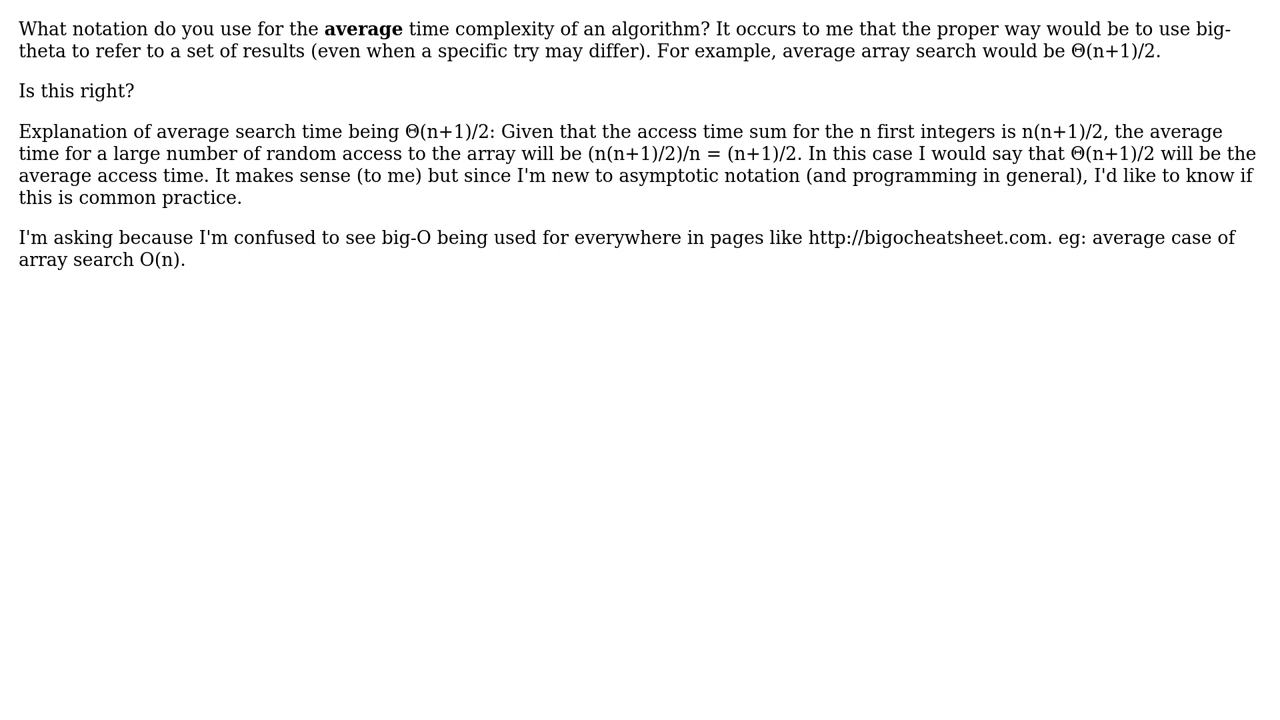 What notation do you use for the average time complexity of an algorithm? It occurs to me that the proper way would be to use big-
theta to refer to a set of results (even when a specific try may differ). For example, average array search would be Θ(n+1)/2.
Is this right?
Explanation of average search time being Θ(n+1)/2: Given that the access time sum for the n first integers is n(n+1)/2, the average
time for a large number of random access to the array will be (n(n+1)/2)/n = (n+1)/2. In this case I would say that Θ(n+1)/2 will be the
average access time. It makes sense (to me) but since I'm new to asymptotic notation (and programming in general), I'd like to know if
this is common practice.
I'm asking because I'm confused to see big-O being used for everywhere in pages like http://bigocheatsheet.com. eg: average case of
array search O(n).